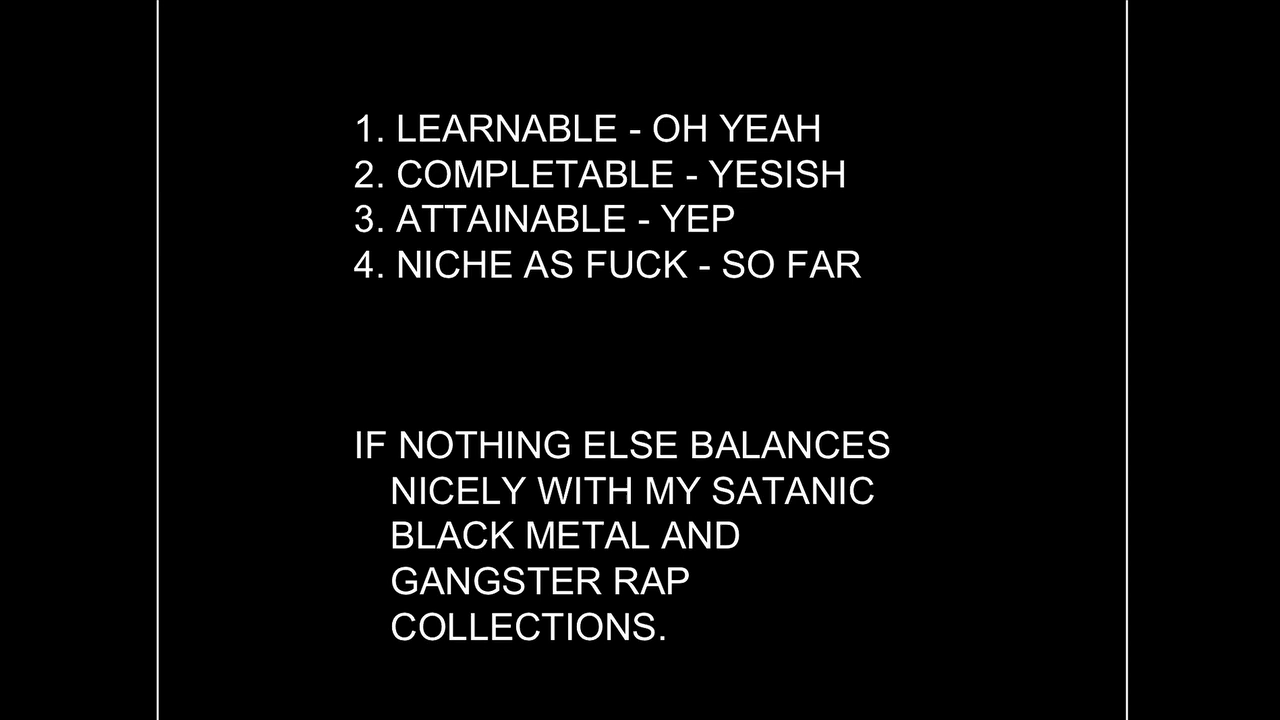 1. LEARNABLE - OH YEAH
2. COMPLETABLE - YESISH
3. ATTAINABLE - YEP
4. NICHE AS FUCK - SO FAR
IF NOTHING ELSE BALANCES
NICELY WITH MY SATANIC
BLACK METAL AND
GANGSTER RAP
COLLECTIONS.